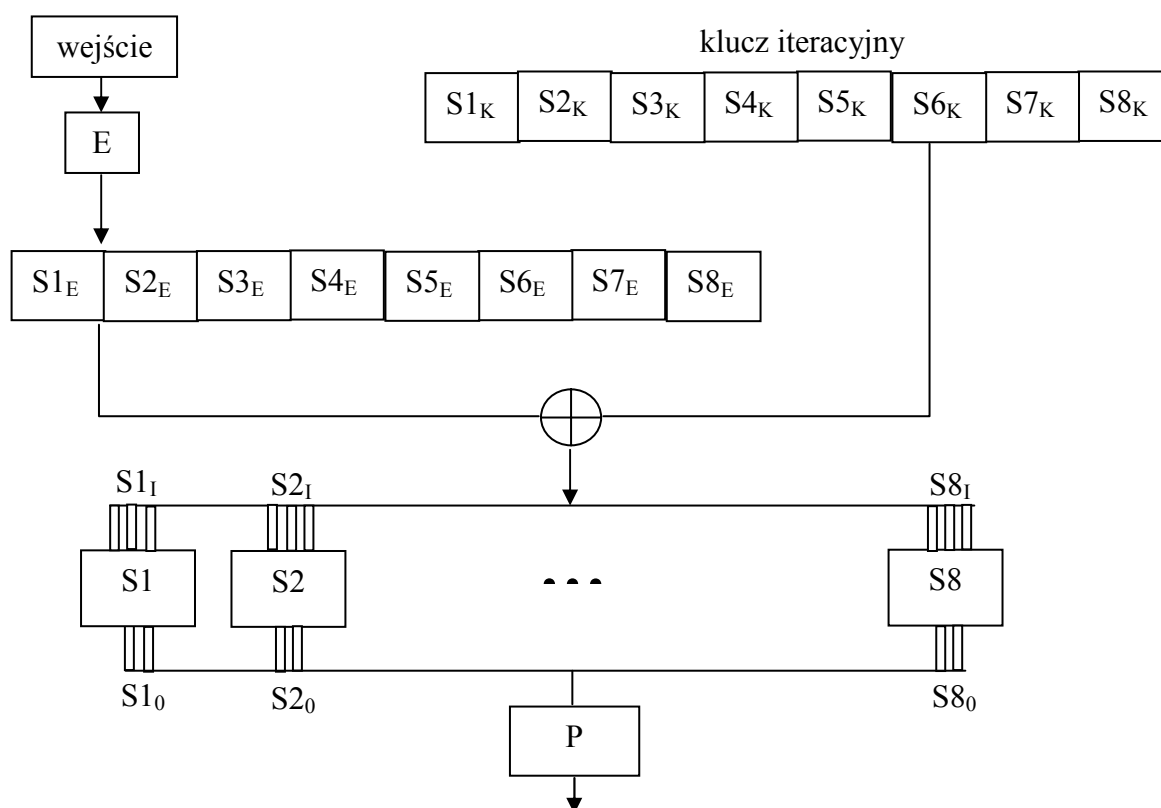 wejście
klucz iteracyjny
S1K S2K S3K S4K S5K S6K S7K S8K
E
S1E S2E S3E S4E S5E S6E S7E S8E
S1I S2I S8I
S1 S2 ... S8
S10 S20 S80
P